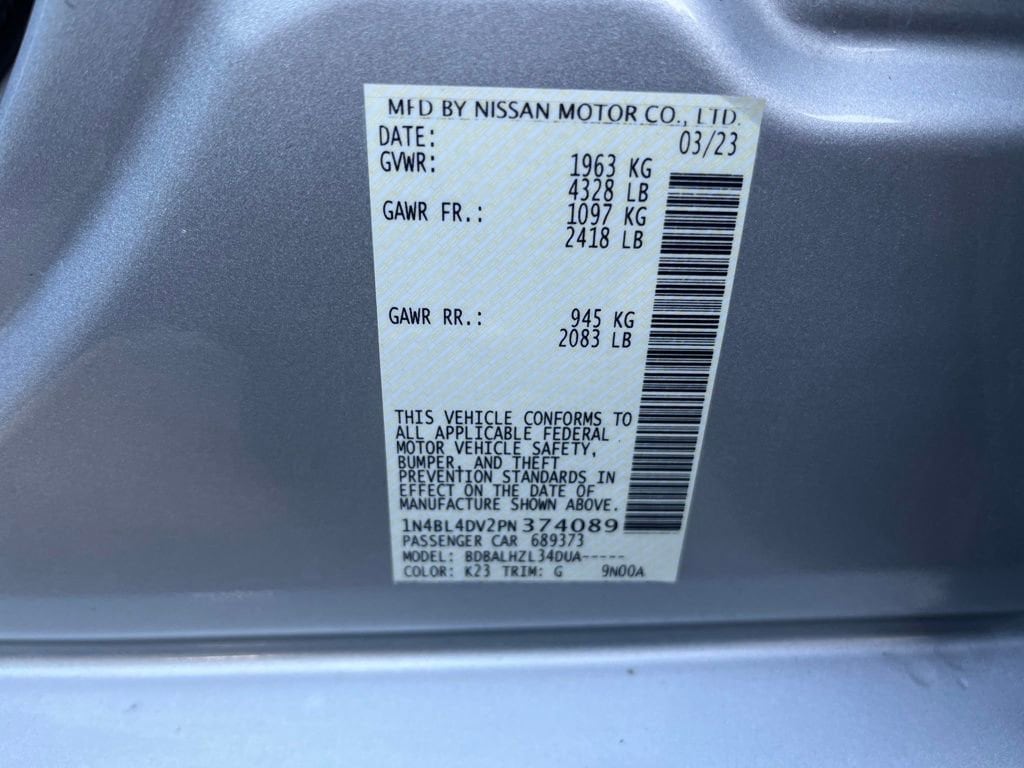 MFD BY NISSAN MOTOR CO., LTD.
DATE: 03/23
GVWR: 1963 KG
4328 LB
GAWR FR.: 1097 KG
2418 LB
GAWR RR.: 945 KG
2083 LB
THIS VEHICLE CONFORMS TO
ALL APPLICABLE FEDERAL
MOTOR VEHICLE SAFETY,
BUMPER, AND THEFT
PREVENTION STANDARDS IN
EFFECT ON THE DATE OF
MANUFACTURE SHOWN ABOVE.
1N4BL4DV2PN374089
PASSENGER CAR 689373
MODEL: BDBALHZL34DUA-----
COLOR: K23 TRIM: G 9N00A